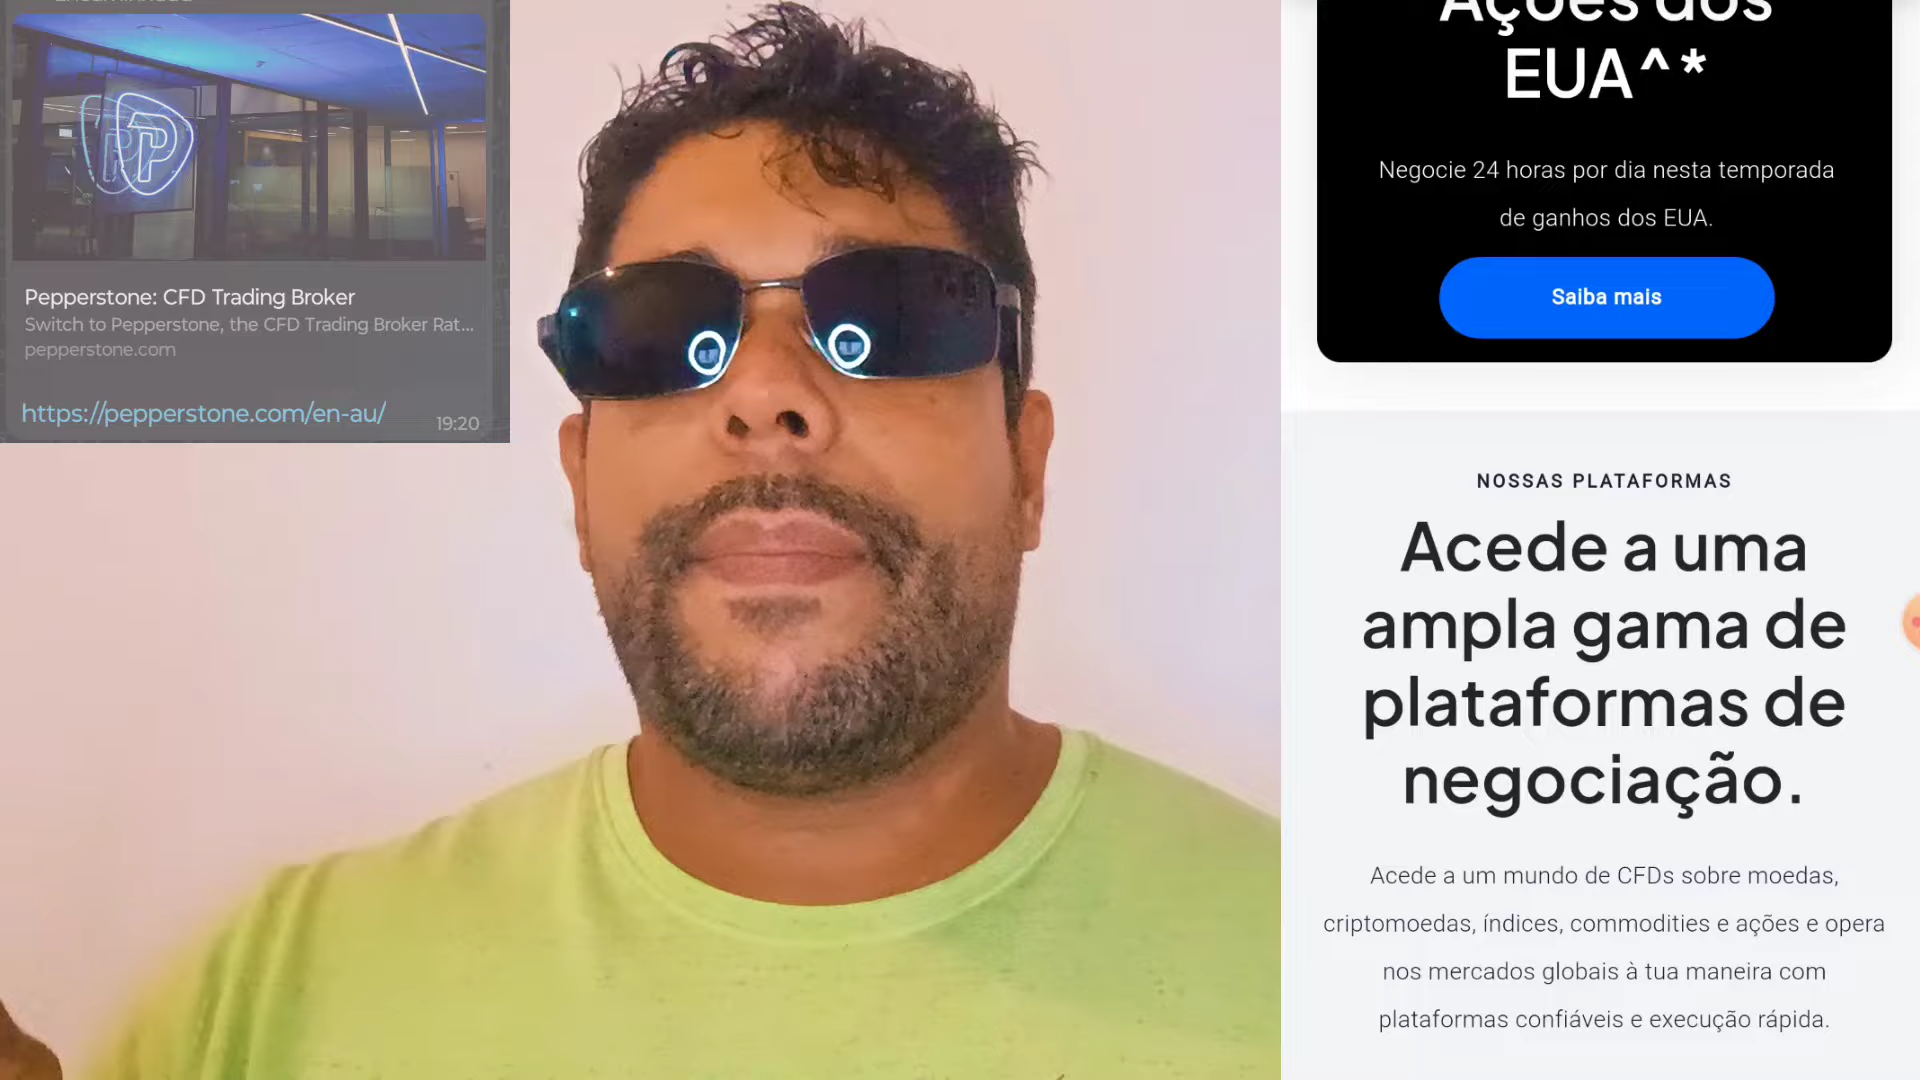 PP
Pepperstone: CFD Trading Broker
Switch to Pepperstone, the CFD Trading Broker Rat...
pepperstone.com
https://pepperstone.com/en-au/
19:20
Ações dos
EUA^*
Negocie 24 horas por dia nesta temporada
de ganhos dos EUA.
Saiba mais
NOSSAS PLATAFORMAS
Acede a uma
ampla gama de
plataformas de
negociação.
Acede a um mundo de CFDs sobre moedas,
criptomoedas, índices, commodities e ações e opera
nos mercados globais à tua maneira com
plataformas confiáveis e execução rápida.